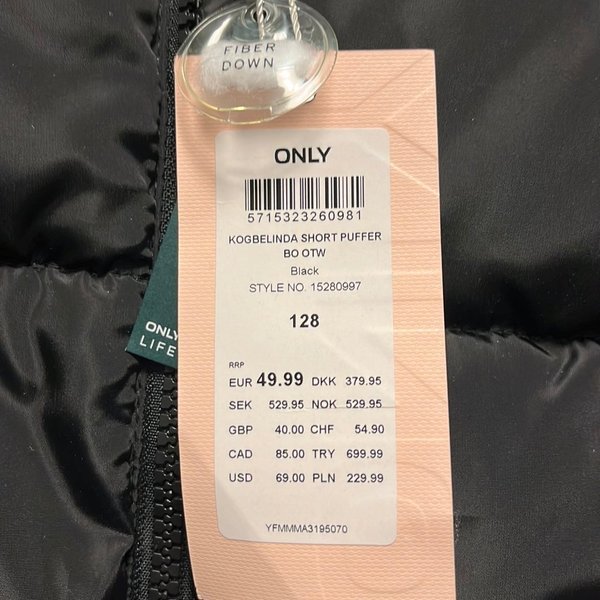 FIBER
DOWN
ONLY
5715323260981
KOGBELINDA SHORT PUFFER
BO OTW
Black
STYLE NO. 15280997
128
ONLY
LIFE
RRP
EUR 49.99 DKK 379.95
SEK 529.95 NOK 529.95
GBP 40.00 CHF 54.90
CAD 85.00 TRY 699.99
USD 69.00 PLN 229.99
YFMMMA3195070